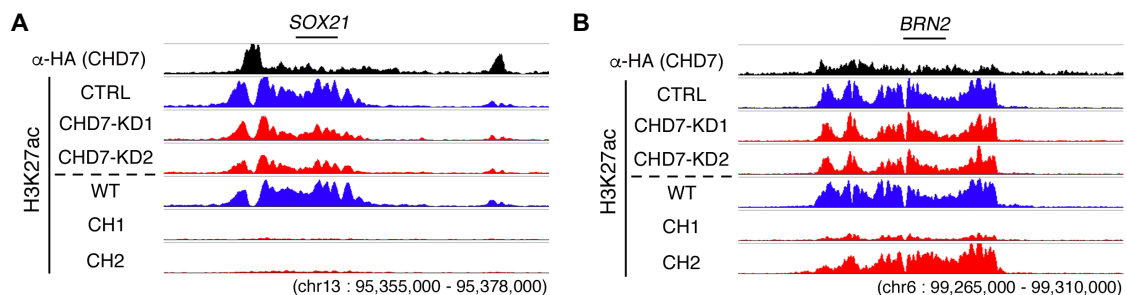 A
SOX21
α-HA (CHD7)
H3K27ac
CTRL
CHD7-KD1
CHD7-KD2
WT
CH1
CH2
(chr13 : 95,355,000 - 95,378,000)
B
BRN2
α-HA (CHD7)
H3K27ac
CTRL
CHD7-KD1
CHD7-KD2
WT
CH1
CH2
(chr6 : 99,265,000 - 99,310,000)